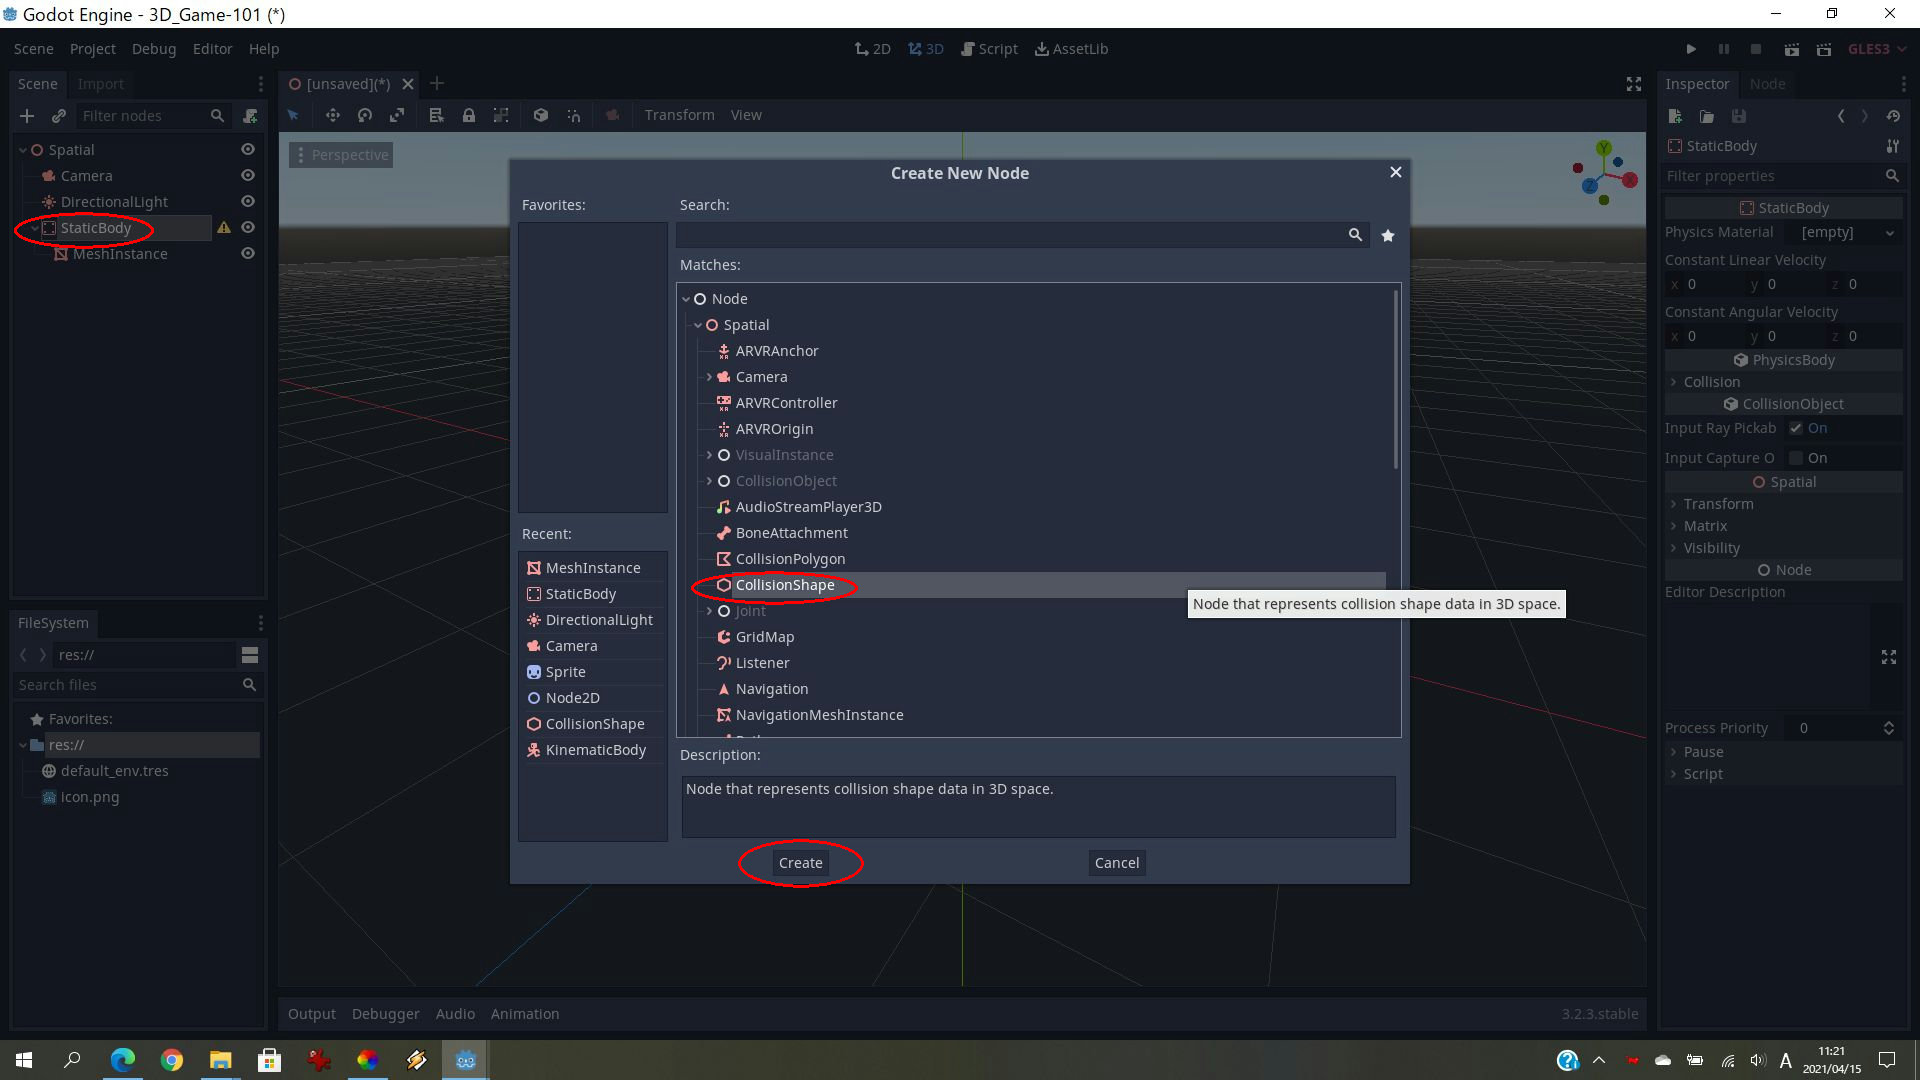 Godot Engine - 3D_Game-101 (*)
Scene Project Debug Editor Help
2D 3D Script AssetLib
GLES3
Scene Import
[unsaved](*)
Inspector Node
Filter nodes
Transform View
Spatial
Camera
DirectionalLight
StaticBody
MeshInstance
Perspective
Create New Node
Favorites:
Recent:
MeshInstance
StaticBody
DirectionalLight
Camera
Sprite
Node2D
CollisionShape
KinematicBody
Search:
Matches:
Node
Spatial
ARVRAnchor
Camera
ARVRController
ARVROrigin
VisualInstance
CollisionObject
AudioStreamPlayer3D
BoneAttachment
CollisionPolygon
CollisionShape
Joint
GridMap
Listener
Navigation
NavigationMeshInstance
Node that represents collision shape data in 3D space.
Description:
Node that represents collision shape data in 3D space.
Create Cancel
StaticBody
Filter properties
StaticBody
Physics Material [empty]
Constant Linear Velocity
x 0 y 0 z 0
Constant Angular Velocity
x 0 y 0 z 0
PhysicsBody
Collision
CollisionObject
Input Ray Pickab On
Input Capture O On
Spatial
Transform
Matrix
Visibility
Node
Editor Description
Process Priority 0
Pause
Script
FileSystem
res://
Search files
Favorites:
res://
default_env.tres
icon.png
Output Debugger Audio Animation
3.2.3.stable
A
11:21
2021/04/15